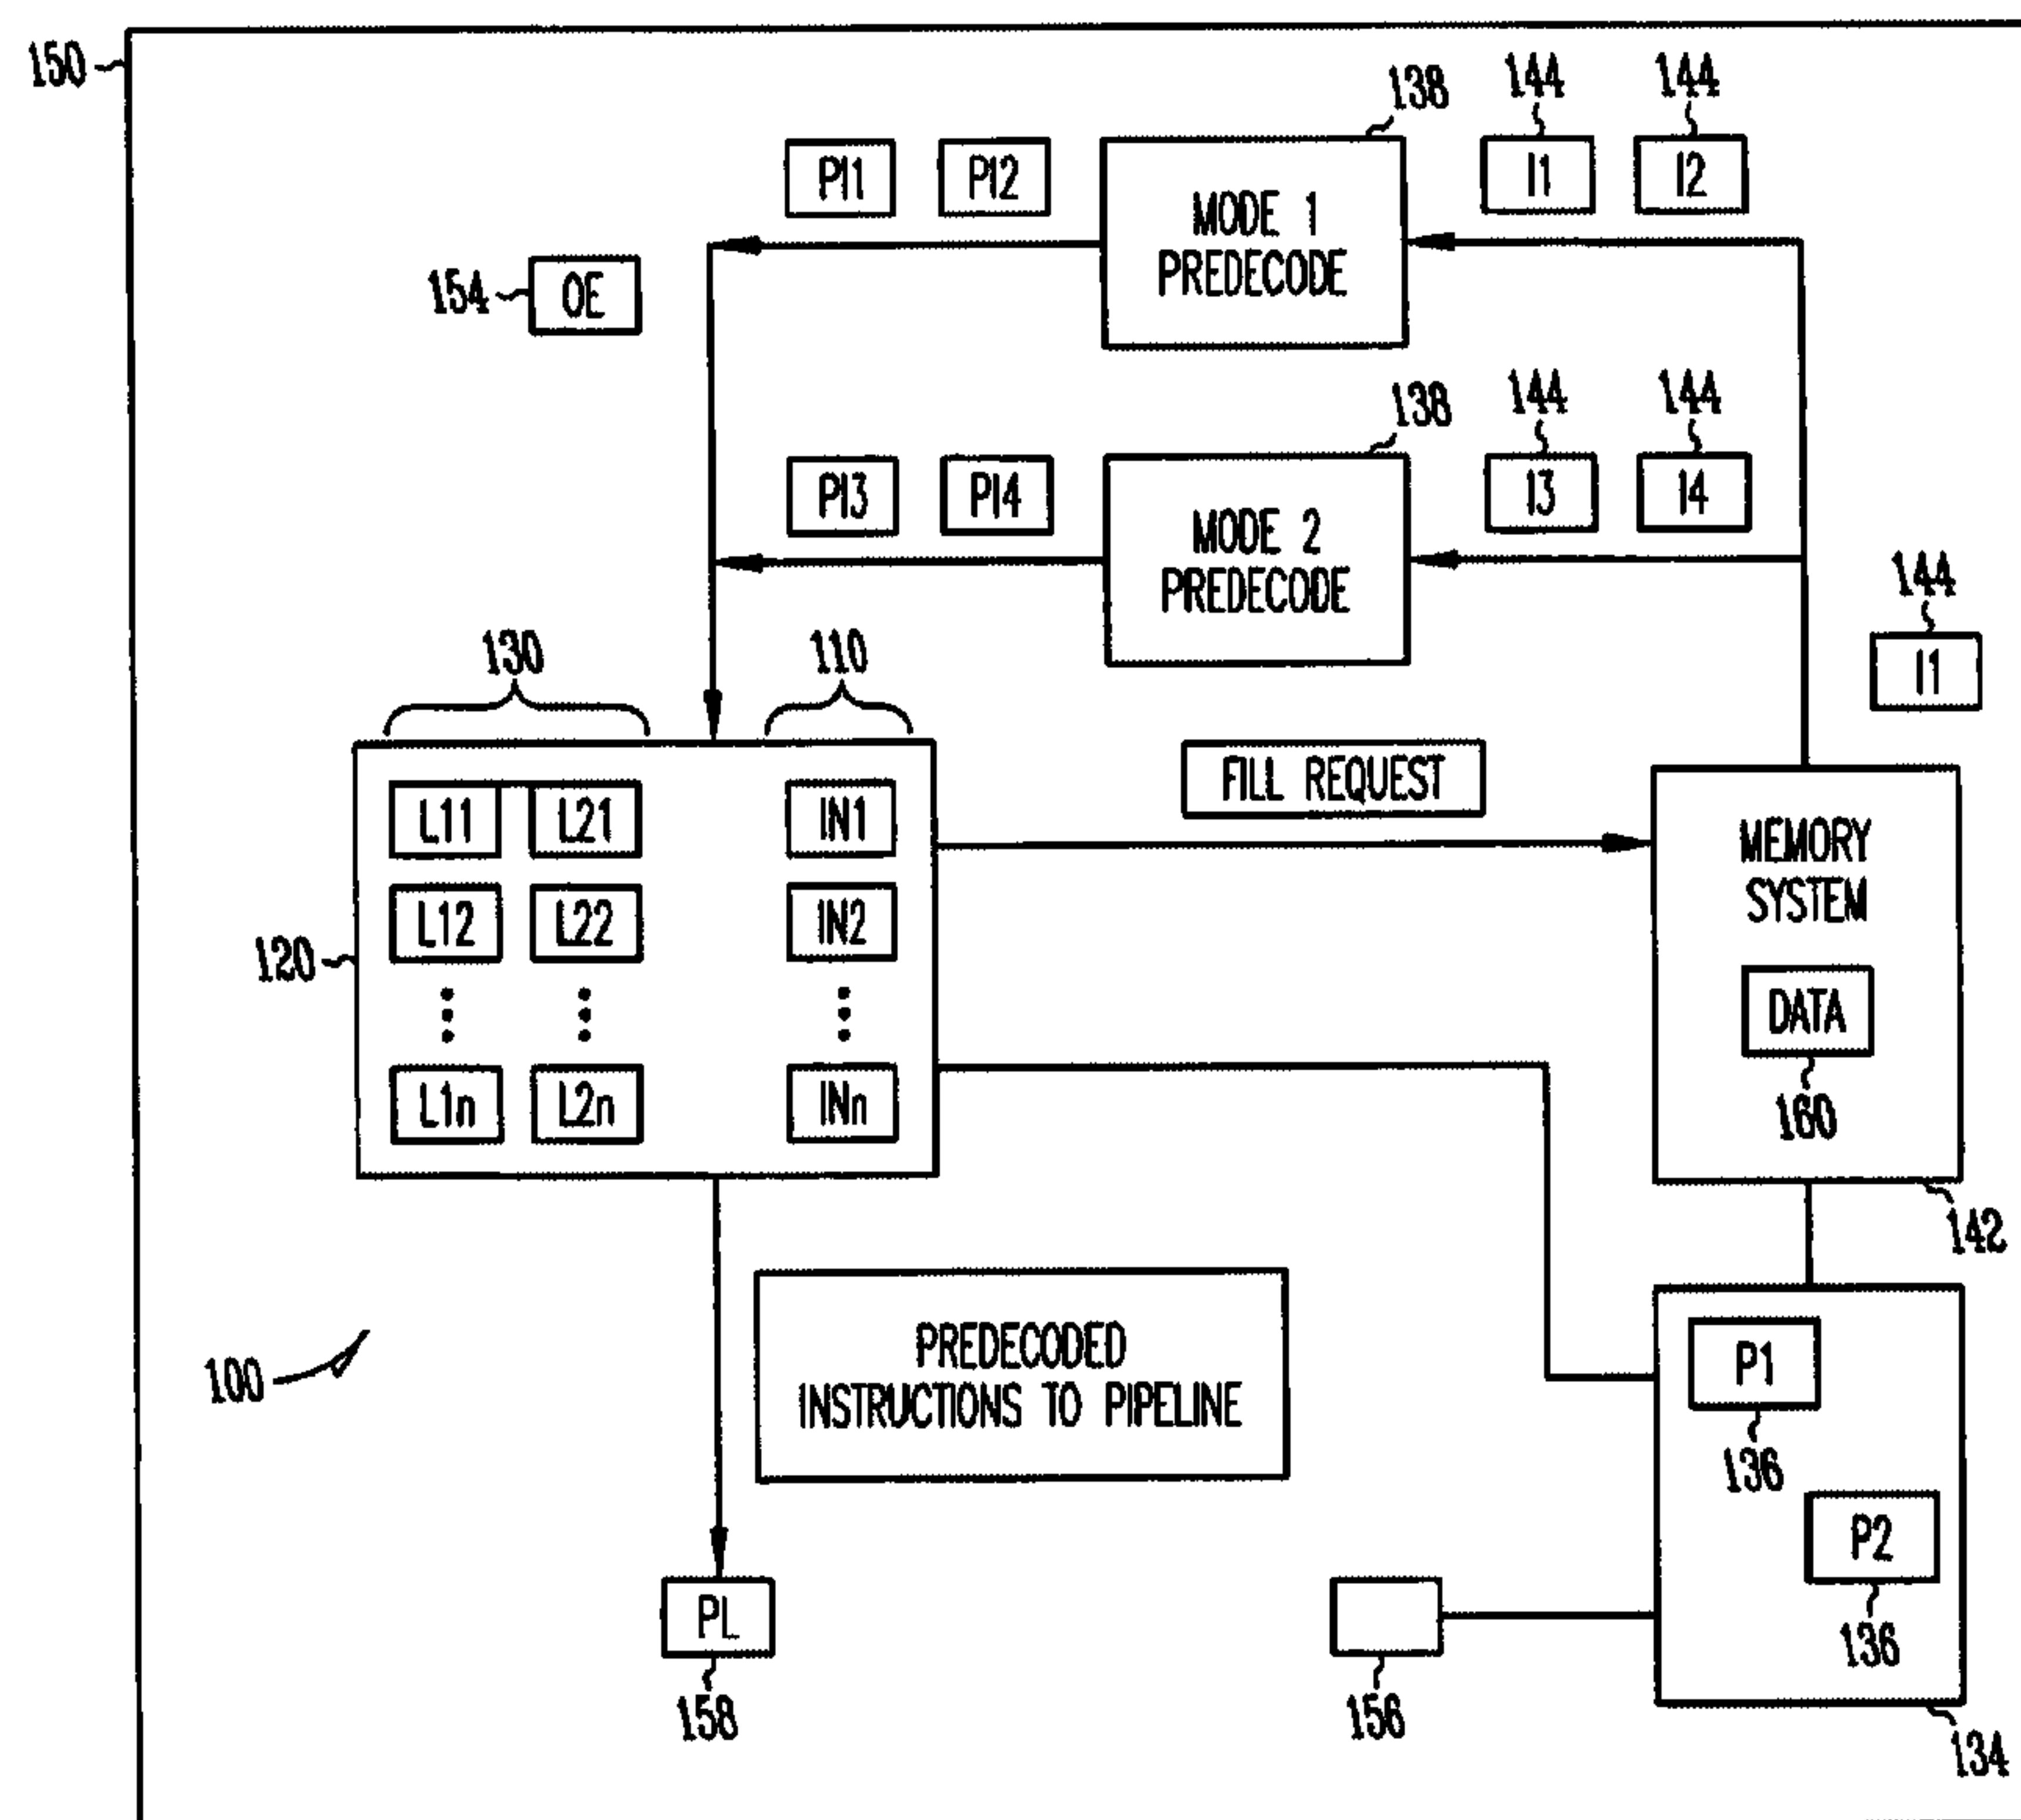 150
138
144
144
PI1
PI2
MODE 1
PREDECODE
I1
I2
154
OE
138
144
144
PI3
PI4
MODE 2
PREDECODE
I3
I4
144
I1
130
110
L11
L21
IN1
FILL REQUEST
MEMORY
SYSTEM
120
L12
L22
IN2
DATA
160
L1n
L2n
INn
142
100
PREDECODED
INSTRUCTIONS TO PIPELINE
P1
136
P2
136
PL
158
156
134